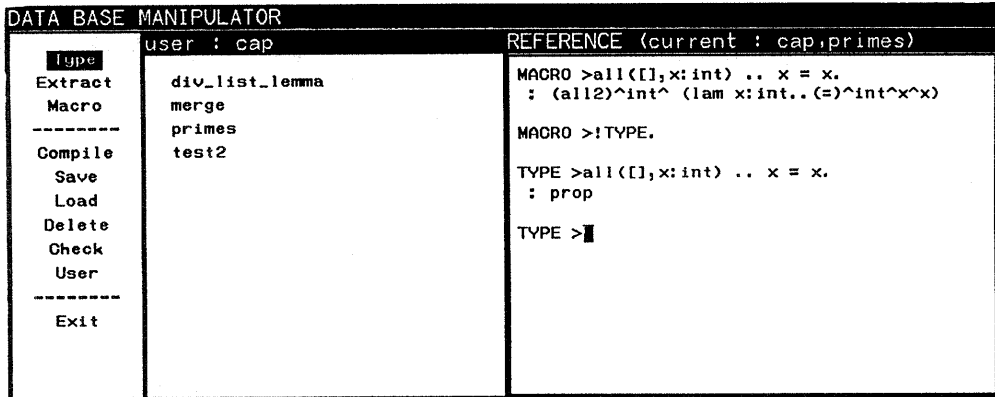 DATA BASE MANIPULATOR
user : cap
REFERENCE (current : cap,primes)
Type
Extract
Macro
--------
Compile
Save
Load
Delete
Check
User
--------
Exit
div_list_lemma
merge
primes
test2
MACRO >all([],x:int) .. x = x.
: (all2)^int^ (lam x:int..(=)^int^x^x)
MACRO >!TYPE.
TYPE >all([],x:int) .. x = x.
: prop
TYPE >